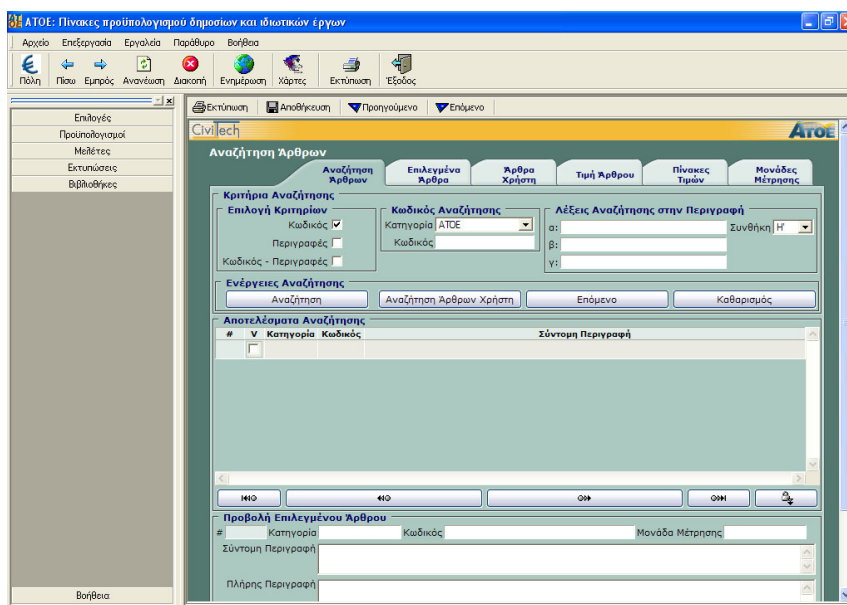 ΑΤΟΕ: Πίνακες προϋπολογισμού δημοσίων και ιδιωτικών έργων
Αρχείο Επεξεργασία Εργαλεία Παράθυρο Βοήθεια
Πόλη Πίσω Εμπρός Ανανέωση Διακοπή Ενημέρωση Χάρτες Εκτύπωση Έξοδος
Εκτύπωση Αποθήκευση Προηγούμενο Επόμενο
Επιλογές
Προϋπολογισμοί
Μελέτες
Εκτυπώσεις
Βιβλιοθήκες
Βοήθεια
CiviTech ΑΤΟΕ
Αναζήτηση Άρθρων
Αναζήτηση Άρθρων Επιλεγμένα Άρθρα Άρθρα Χρήστη Τιμή Άρθρου Πίνακες Τιμών Μονάδες Μέτρησης
Κριτήρια Αναζήτησης
Επιλογή Κριτηρίων Κωδικός Αναζήτησης Λέξεις Αναζήτησης στην Περιγραφή
Κωδικός Κατηγορία ΑΤΟΕ α: Συνθήκη Η'
Περιγραφές Κωδικός β:
Κωδικός - Περιγραφές γ:
Ενέργειες Αναζήτησης
Αναζήτηση Αναζήτηση Άρθρων Χρήστη Επόμενο Καθαρισμός
Αποτελέσματα Αναζήτησης
# V Κατηγορία Κωδικός Σύντομη Περιγραφή
Προβολή Επιλεγμένου Άρθρου
# Κατηγορία Κωδικός Μονάδα Μέτρησης
Σύντομη Περιγραφή
Πλήρης Περιγραφή